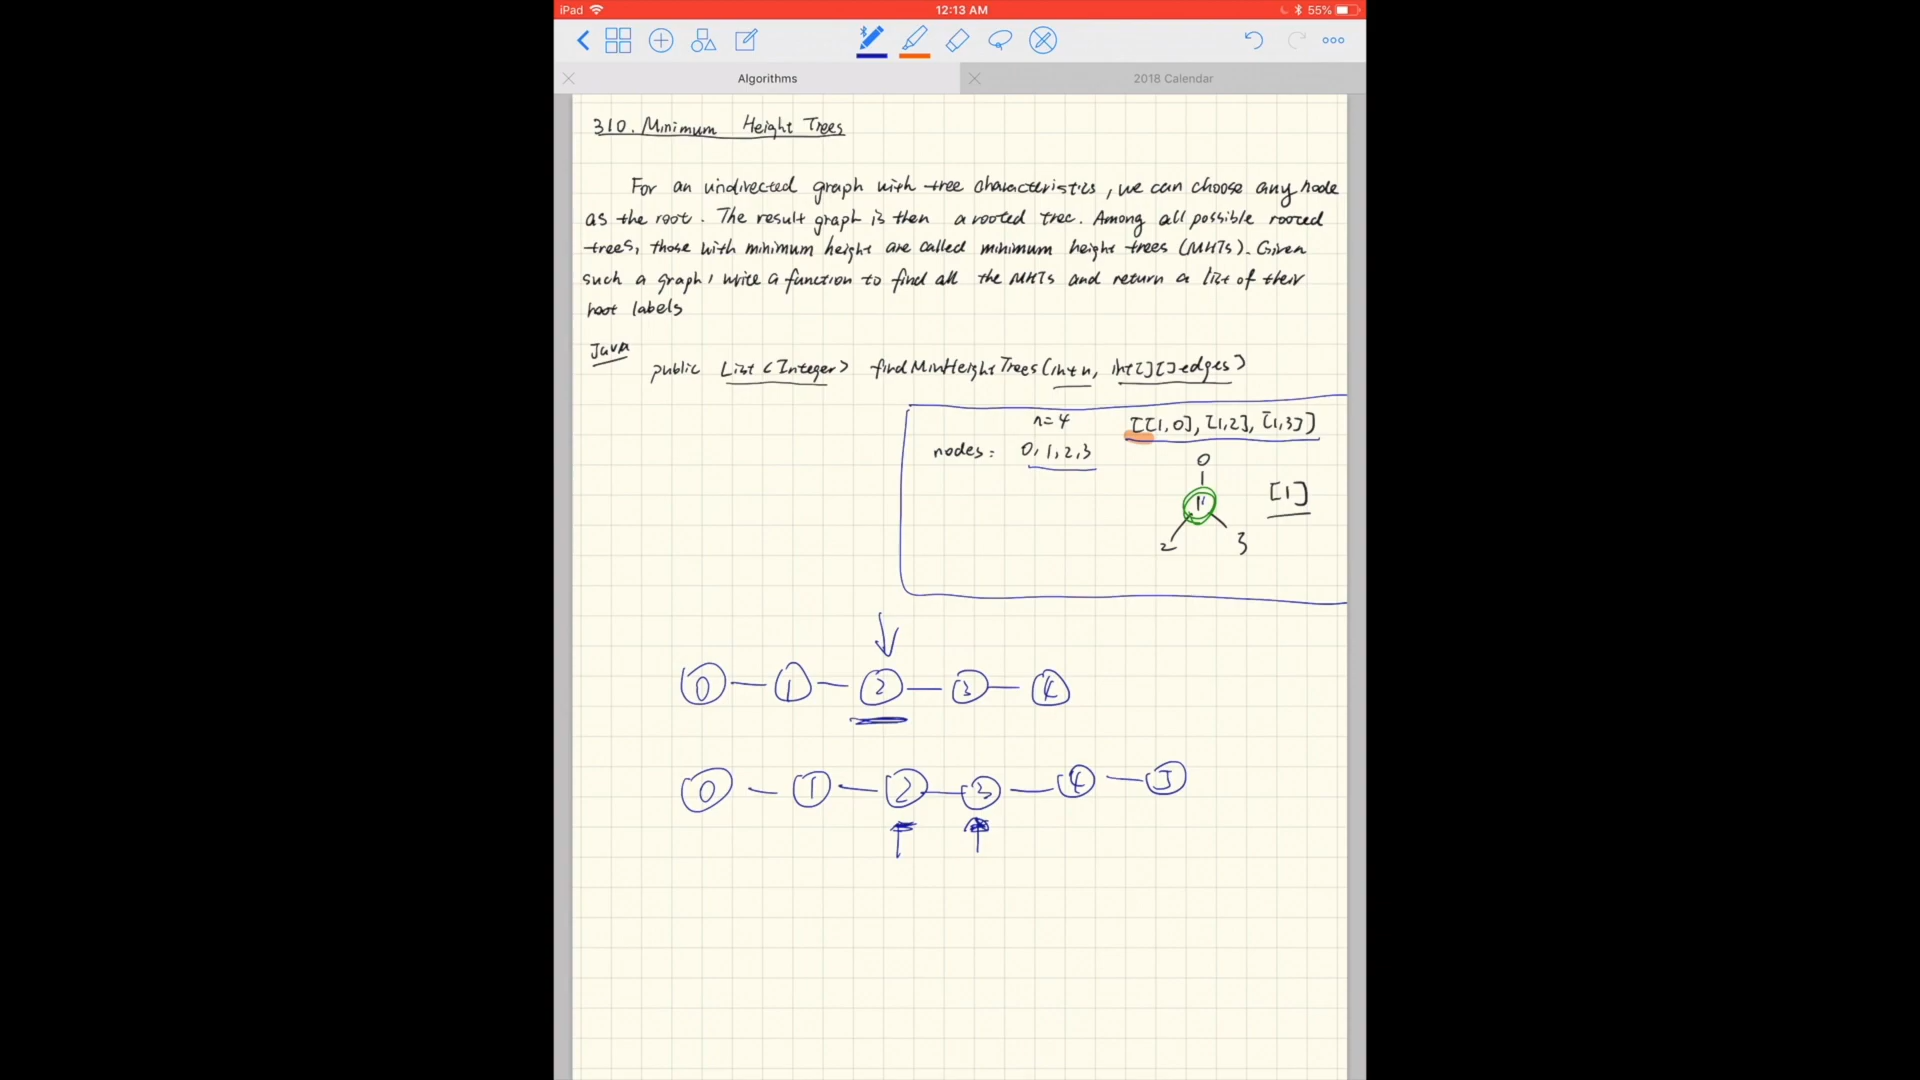 iPad
12:13 AM
55%
Algorithms
2018 Calendar
310. Minimum Height Trees
For an undirected graph with tree characteristics, we can choose any node
as the root. The result graph is then a rooted tree. Among all possible rooted
trees, those with minimum height are called minimum height trees (MHTs). Given
such a graph, write a function to find all the MHTs and return a list of their
root labels
Java
public List<Integer> findMinHeightTrees(int n, int[][] edges)
n=4 [[1,0], [1,2], [1,3]]
nodes: 0,1,2,3
0
1 [1]
2 3
0 1 2 3 4
0 1 2 3 4 5